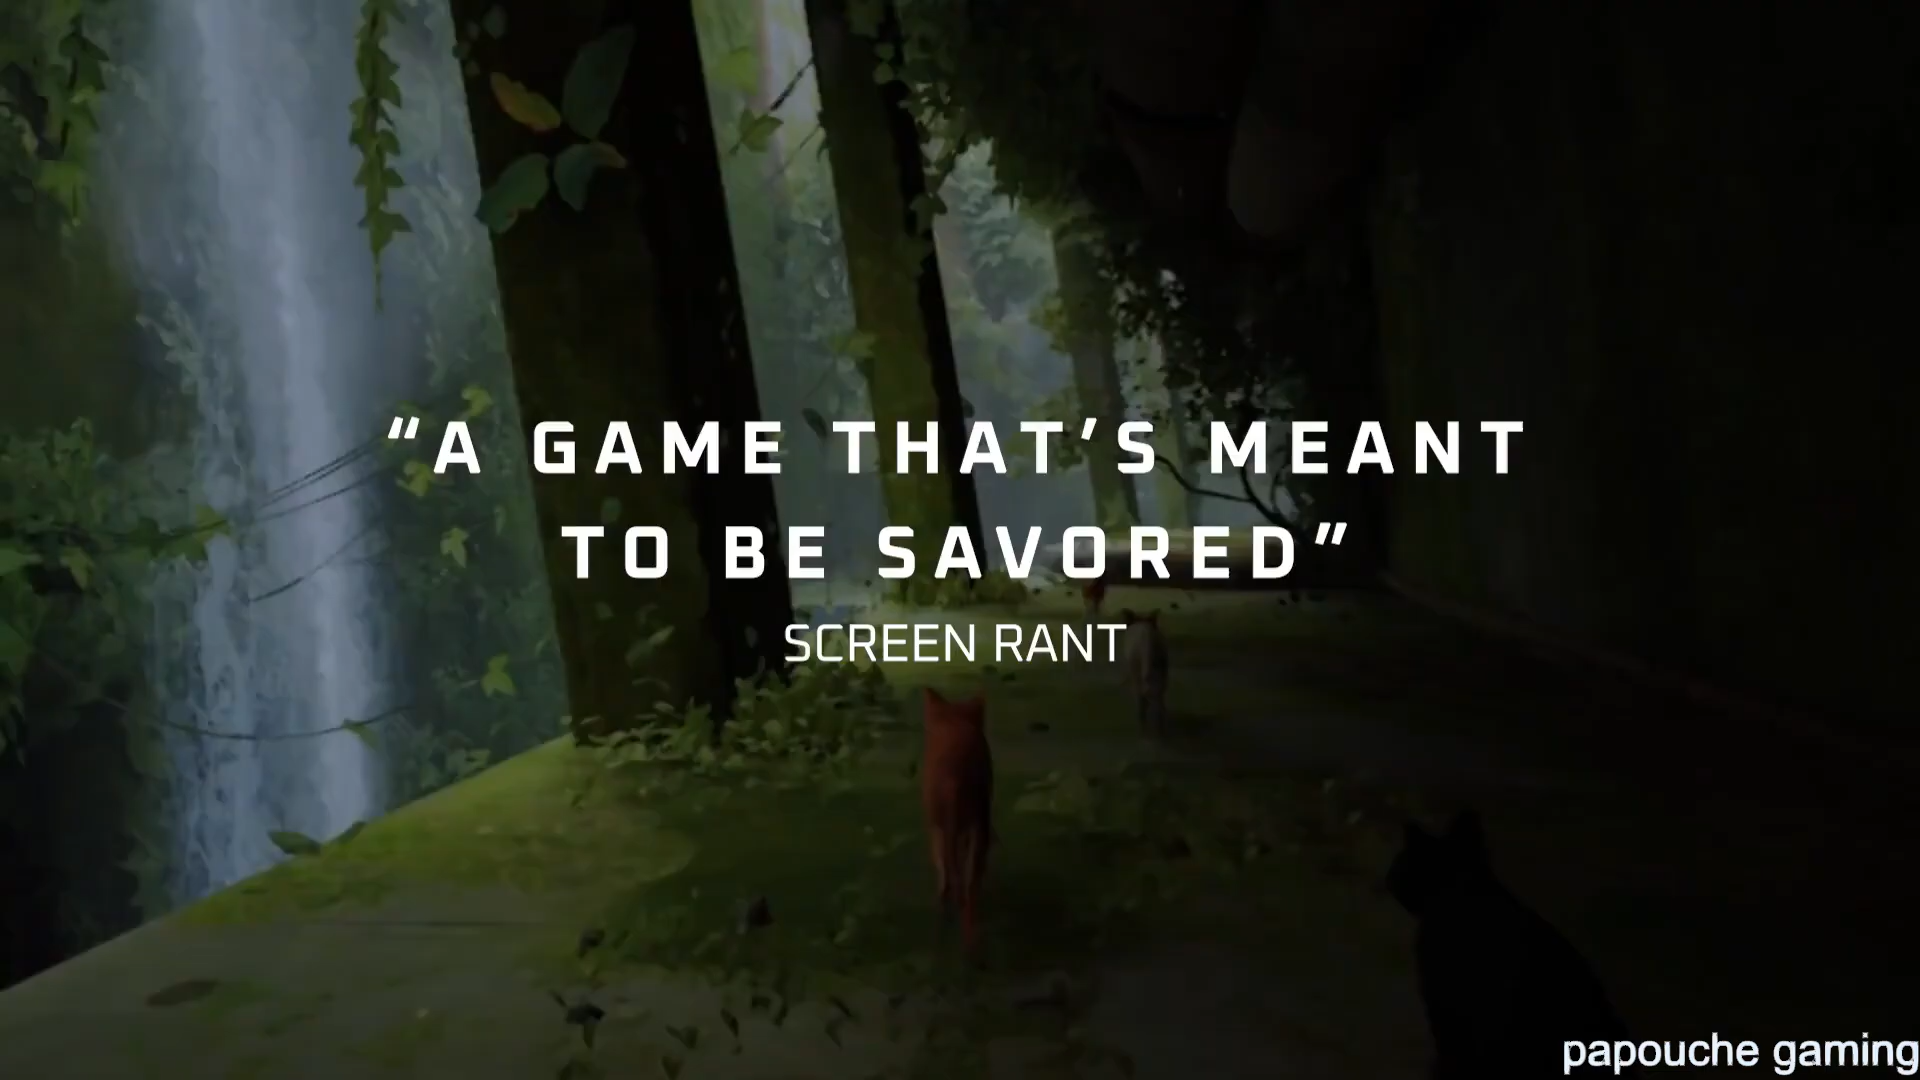 “A GAME THAT’S MEANT
TO BE SAVORED”
SCREEN RANT
papouche gaming